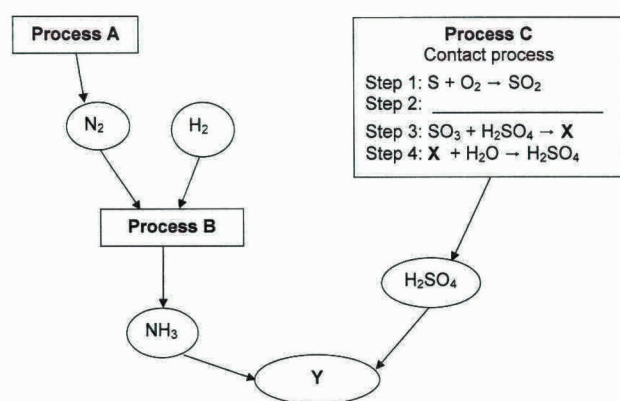 Process A
N₂
H₂
Process B
NH₃
Process C
Contact process
Step 1: S + O₂ → SO₂
Step 2: ____________________
Step 3: SO₃ + H₂SO₄ → X
Step 4: X + H₂O → H₂SO₄
H₂SO₄
Y